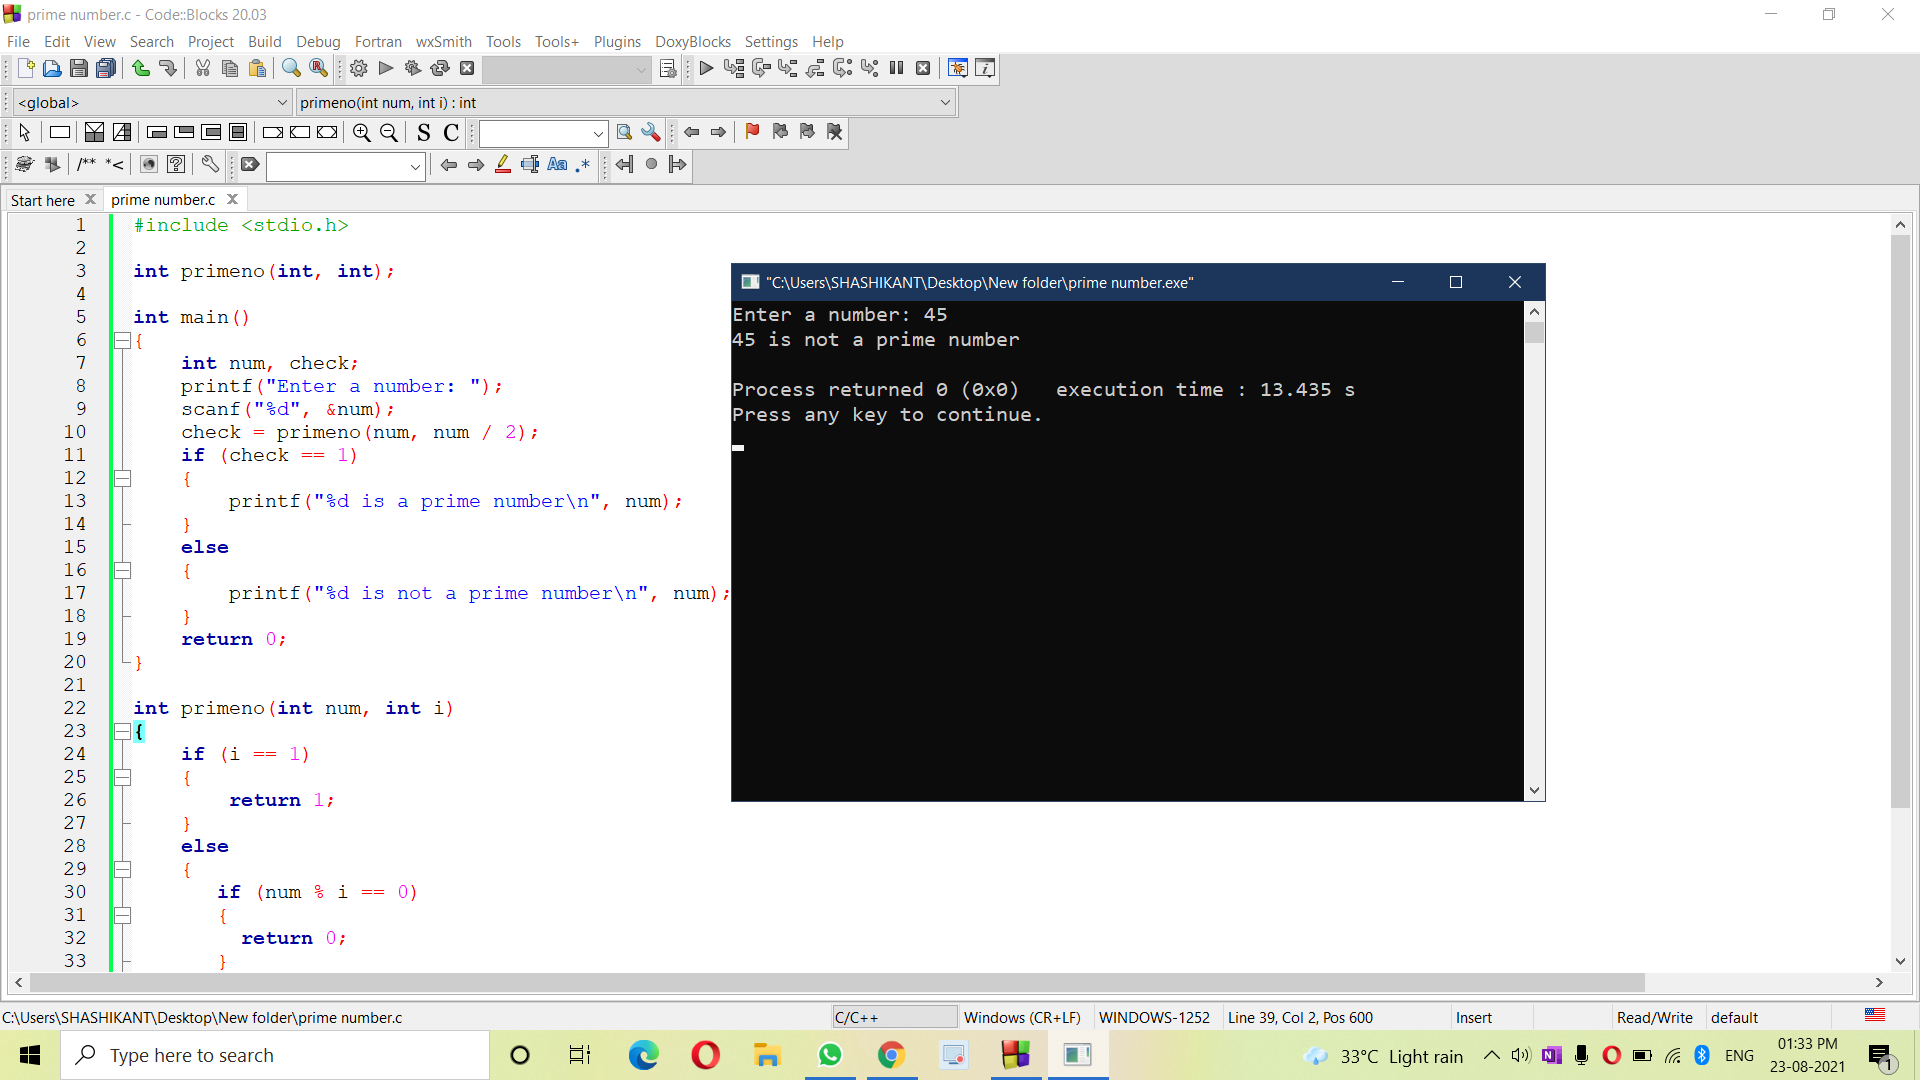 prime number.c - Code::Blocks 20.03
File Edit View Search Project Build Debug Fortran wxSmith Tools Tools+ Plugins DoxyBlocks Settings Help
<global> primeno(int num, int i) : int
S C
/** *< Aa .*
Start here prime number.c
1 #include <stdio.h>
2
3 int primeno(int, int);
4
5 int main()
6 {
7 int num, check;
8 printf("Enter a number: ");
9 scanf("%d", &num);
10 check = primeno(num, num / 2);
11 if (check == 1)
12 {
13 printf("%d is a prime number\n", num);
14 }
15 else
16 {
17 printf("%d is not a prime number\n", num);
18 }
19 return 0;
20 }
21
22 int primeno(int num, int i)
23 {
24 if (i == 1)
25 {
26 return 1;
27 }
28 else
29 {
30 if (num % i == 0)
31 {
32 return 0;
33 }
"C:\Users\SHASHIKANT\Desktop\New folder\prime number.exe"
Enter a number: 45
45 is not a prime number
Process returned 0 (0x0) execution time : 13.435 s
Press any key to continue.
C:\Users\SHASHIKANT\Desktop\New folder\prime number.c C/C++ Windows (CR+LF) WINDOWS-1252 Line 39, Col 2, Pos 600 Insert Read/Write default
Type here to search 33°C Light rain ENG 01:33 PM
23-08-2021 1